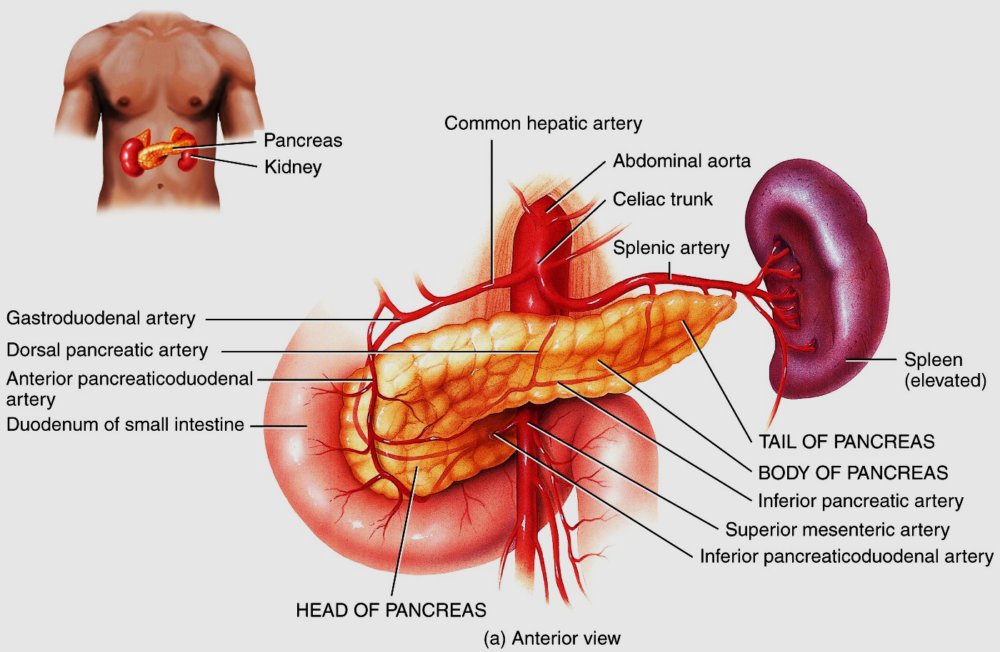 Pancreas
Kidney
Common hepatic artery
Abdominal aorta
Celiac trunk
Splenic artery
Gastroduodenal artery
Dorsal pancreatic artery
Anterior pancreaticoduodenal
artery
Duodenum of small intestine
Spleen
(elevated)
TAIL OF PANCREAS
BODY OF PANCREAS
Inferior pancreatic artery
Superior mesenteric artery
Inferior pancreaticoduodenal artery
HEAD OF PANCREAS
(a) Anterior view